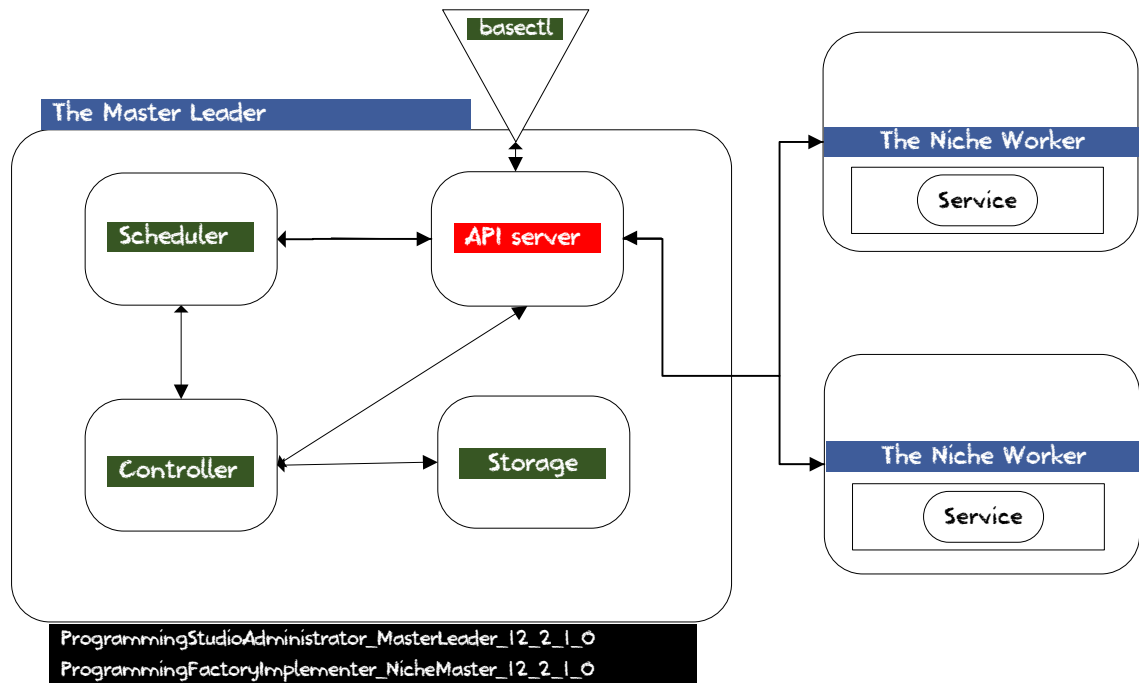 basectl
The Master Leader
Scheduler
API server
Controller
Storage
The Niche Worker
Service
The Niche Worker
Service
ProgrammingStudioAdministrator_MasterLeader_12_2_1_0
ProgrammingFactoryImplementer_NicheMaster_12_2_1_0